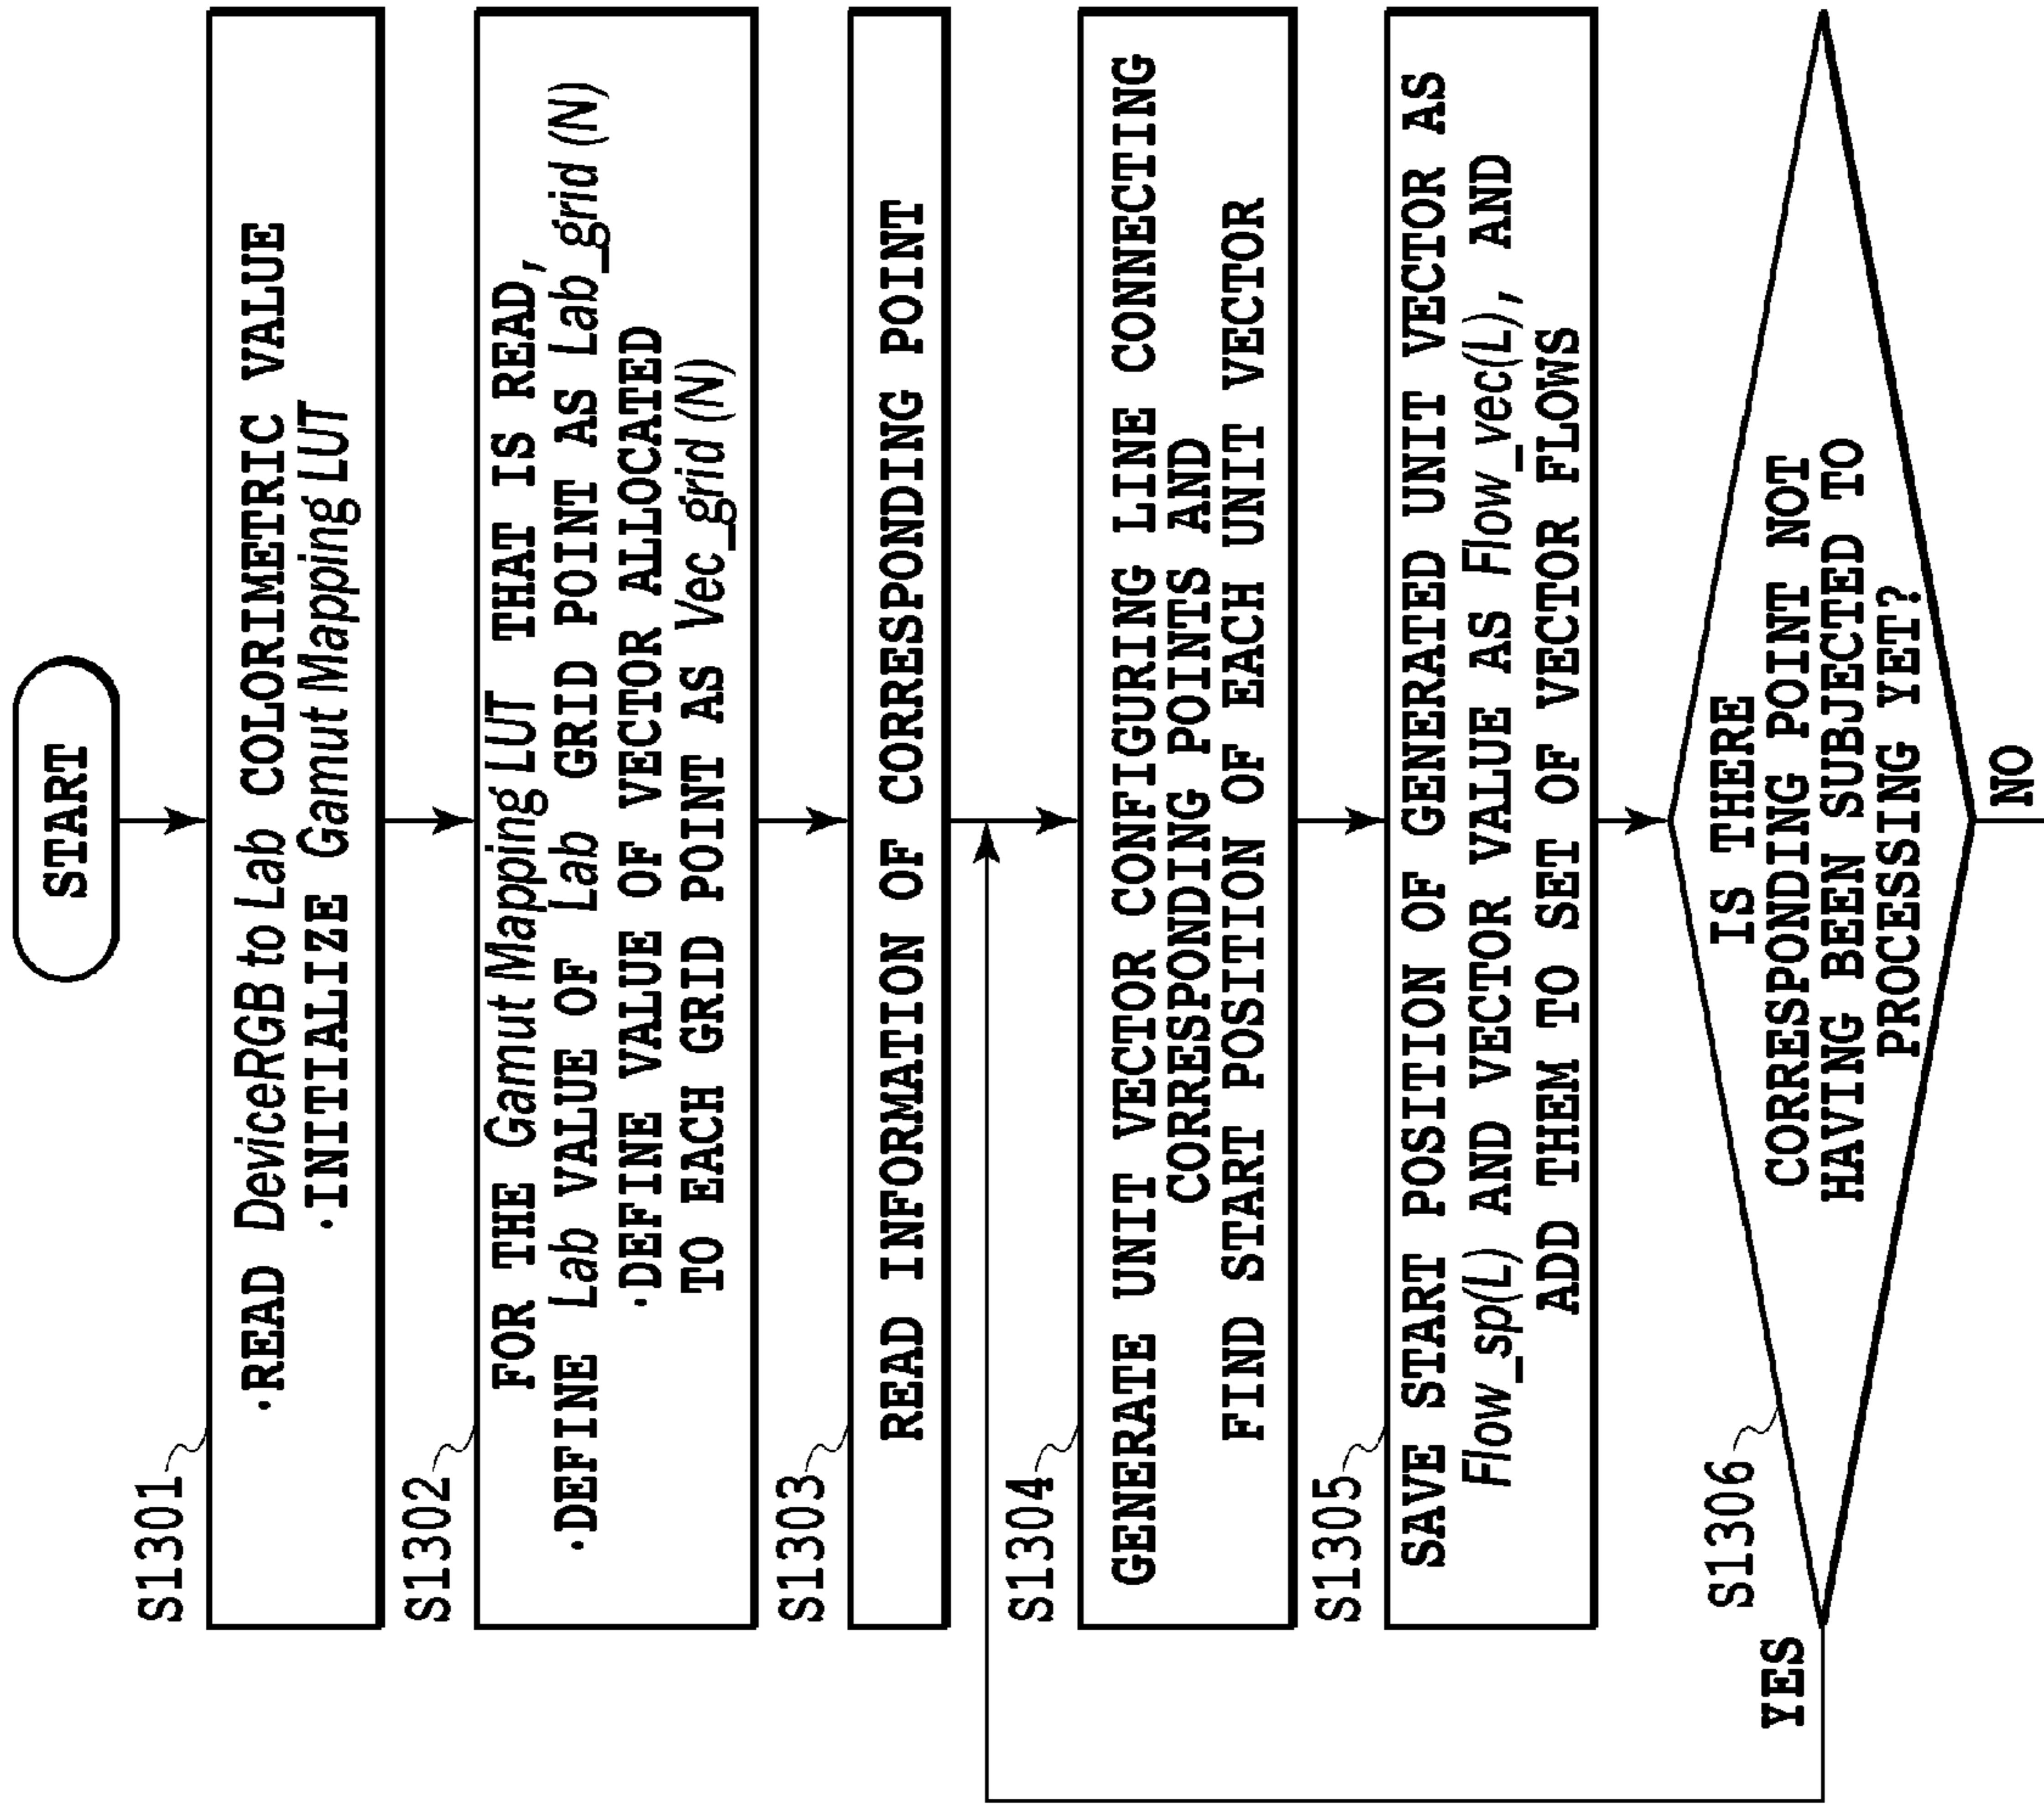 START
S1301
·READ DeviceRGB to Lab COLORIMETRIC VALUE
·INITIALIZE Gamut Mapping LUT
S1302
FOR THE Gamut Mapping LUT THAT IS READ,
·DEFINE Lab VALUE OF Lab GRID POINT AS Lab_grid (N)
·DEFINE VALUE OF VECTOR ALLOCATED
TO EACH GRID POINT AS Vec_grid (N)
S1303
READ INFORMATION OF CORRESPONDING POINT
S1304
GENERATE UNIT VECTOR CONFIGURING LINE CONNECTING
CORRESPONDING POINTS AND
FIND START POSITION OF EACH UNIT VECTOR
S1305
SAVE START POSITION OF GENERATED UNIT VECTOR AS
Flow_sp(L) AND VECTOR VALUE AS Flow_vec(L), AND
ADD THEM TO SET OF VECTOR FLOWS
S1306
IS THERE
CORRESPONDING POINT NOT
HAVING BEEN SUBJECTED TO
PROCESSING YET?
YES
NO